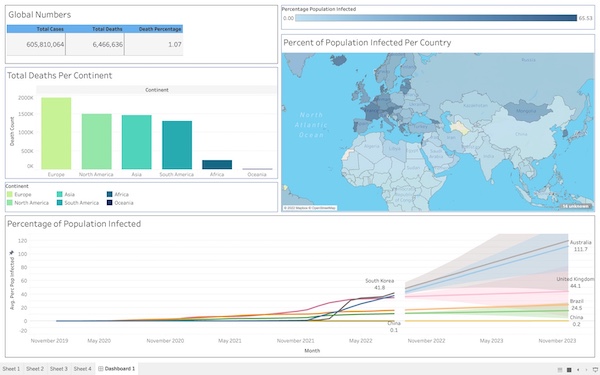 Global Numbers
Total Cases Total Deaths Death Percentage
605,810,064 6,466,636 1.07
Percentage Population Infected
0.00 65.53
Percent of Population Infected Per Country
North
Atlantic
Ocean
Kazakhstan
Mongolia
Total Deaths Per Continent
Continent
Death Count
2000K
1500K
1000K
500K
0K
Europe North America Asia South America Africa Oceania
Continent
Europe Asia Africa
North America South America Oceania
Percentage of Population Infected
Avg. Perc Pop Infected
120
100
80
60
40
20
0
-20
South Korea
41.8
China
0.1
Australia
111.7
United Kingdom
44.1
Brazil
24.5
China
0.2
November 2019 May 2020 November 2020 May 2021 November 2021 May 2022 November 2022 May 2023 November 2023
Month
Sheet 1 Sheet 2 Sheet 3 Sheet 4 Dashboard 1